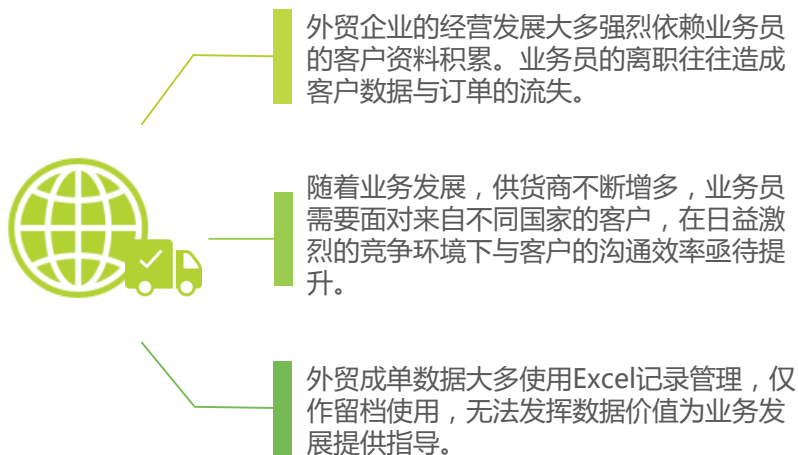 外贸企业的经营发展大多强烈依赖业务员
的客户资料积累。业务员的离职往往造成
客户数据与订单的流失。
随着业务发展，供货商不断增多，业务员
需要面对来自不同国家的客户，在日益激
烈的竞争环境下与客户的沟通效率亟待提
升。
外贸成单数据大多使用Excel记录管理，仅
作留档使用，无法发挥数据价值为业务发
展提供指导。